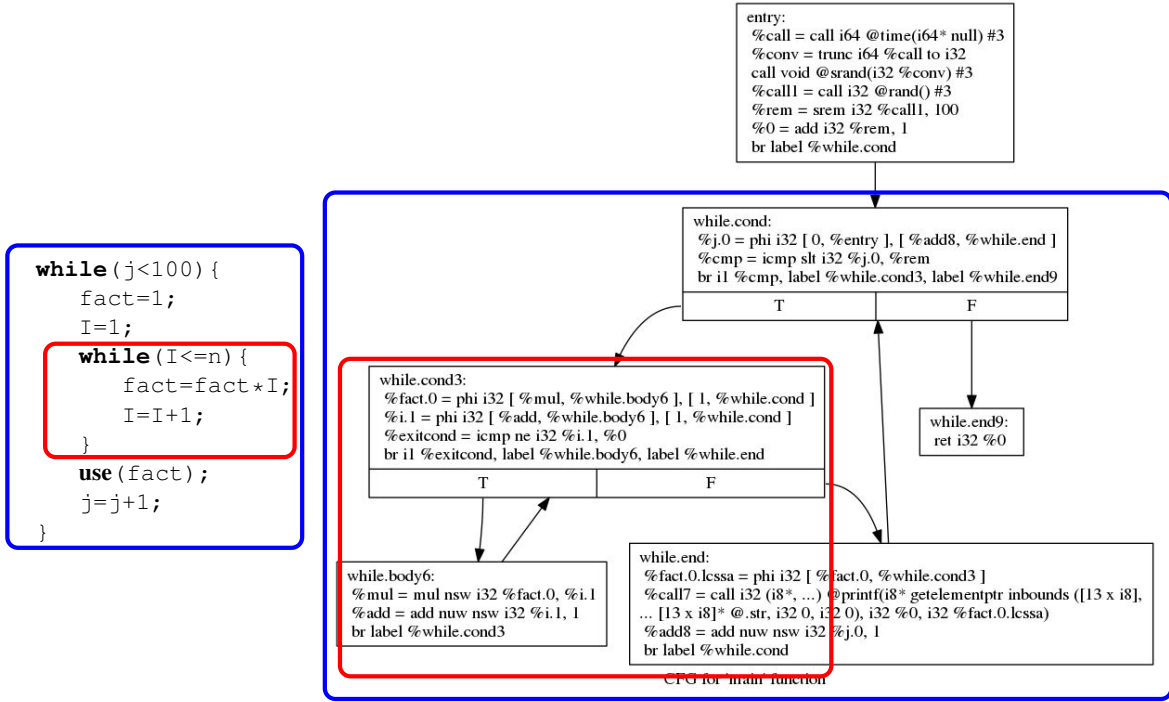 while(j<100){
fact=1;
I=1;
while(I<=n){
fact=fact*I;
I=I+1;
}
use(fact);
j=j+1;
}
entry:
%call = call i64 @time(i64* null) #3
%conv = trunc i64 %call to i32
call void @srand(i32 %conv) #3
%call1 = call i32 @rand() #3
%rem = srem i32 %call1, 100
%0 = add i32 %rem, 1
br label %while.cond
while.cond:
%j.0 = phi i32 [ 0, %entry ], [ %add8, %while.end ]
%cmp = icmp slt i32 %j.0, %rem
br i1 %cmp, label %while.cond3, label %while.end9
T F
while.cond3:
%fact.0 = phi i32 [ %mul, %while.body6 ], [ 1, %while.cond ]
%i.1 = phi i32 [ %add, %while.body6 ], [ 1, %while.cond ]
%exitcond = icmp ne i32 %i.1, %0
br i1 %exitcond, label %while.body6, label %while.end
T F
while.end9:
ret i32 %0
while.body6:
%mul = mul nsw i32 %fact.0, %i.1
%add = add nuw nsw i32 %i.1, 1
br label %while.cond3
while.end:
%fact.0.lcssa = phi i32 [ %fact.0, %while.cond3 ]
%call7 = call i32 (i8*, ...) @printf(i8* getelementptr inbounds ([13 x i8],
... [13 x i8]* @.str, i32 0, i32 0), i32 %0, i32 %fact.0.lcssa)
%add8 = add nuw nsw i32 %j.0, 1
br label %while.cond
CFG for 'main' function